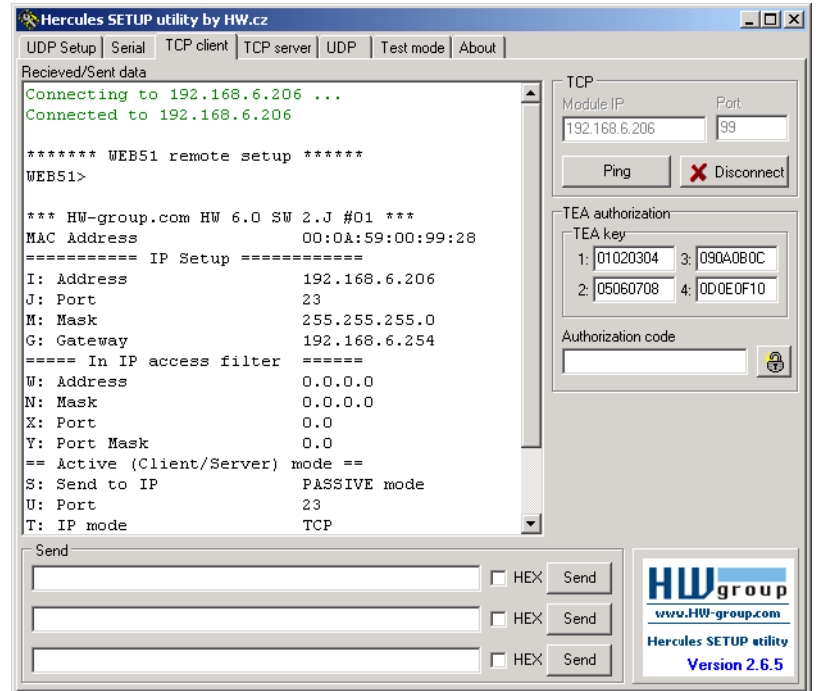 Hercules SETUP utility by HW.cz
UDP Setup Serial TCP client TCP server UDP Test mode About
Recieved/Sent data
Connecting to 192.168.6.206 ...
Connected to 192.168.6.206
******* WEB51 remote setup ******
WEB51>
*** HW-group.com HW 6.0 SW 2.J #01 ***
MAC Address 00:0A:59:00:99:28
=========== IP Setup ============
I: Address 192.168.6.206
J: Port 23
M: Mask 255.255.255.0
G: Gateway 192.168.6.254
===== In IP access filter ======
W: Address 0.0.0.0
N: Mask 0.0.0.0
X: Port 0.0
Y: Port Mask 0.0
== Active (Client/Server) mode ==
S: Send to IP PASSIVE mode
U: Port 23
T: IP mode TCP
TCP
Module IP Port
192.168.6.206 99
Ping Disconnect
TEA authorization
TEA key
1: 01020304 3: 090A0B0C
2: 05060708 4: 0D0E0F10
Authorization code
Send
HEX Send
HEX Send
HEX Send
HWgroup
www.HW-group.com
Hercules SETUP utility
Version 2.6.5